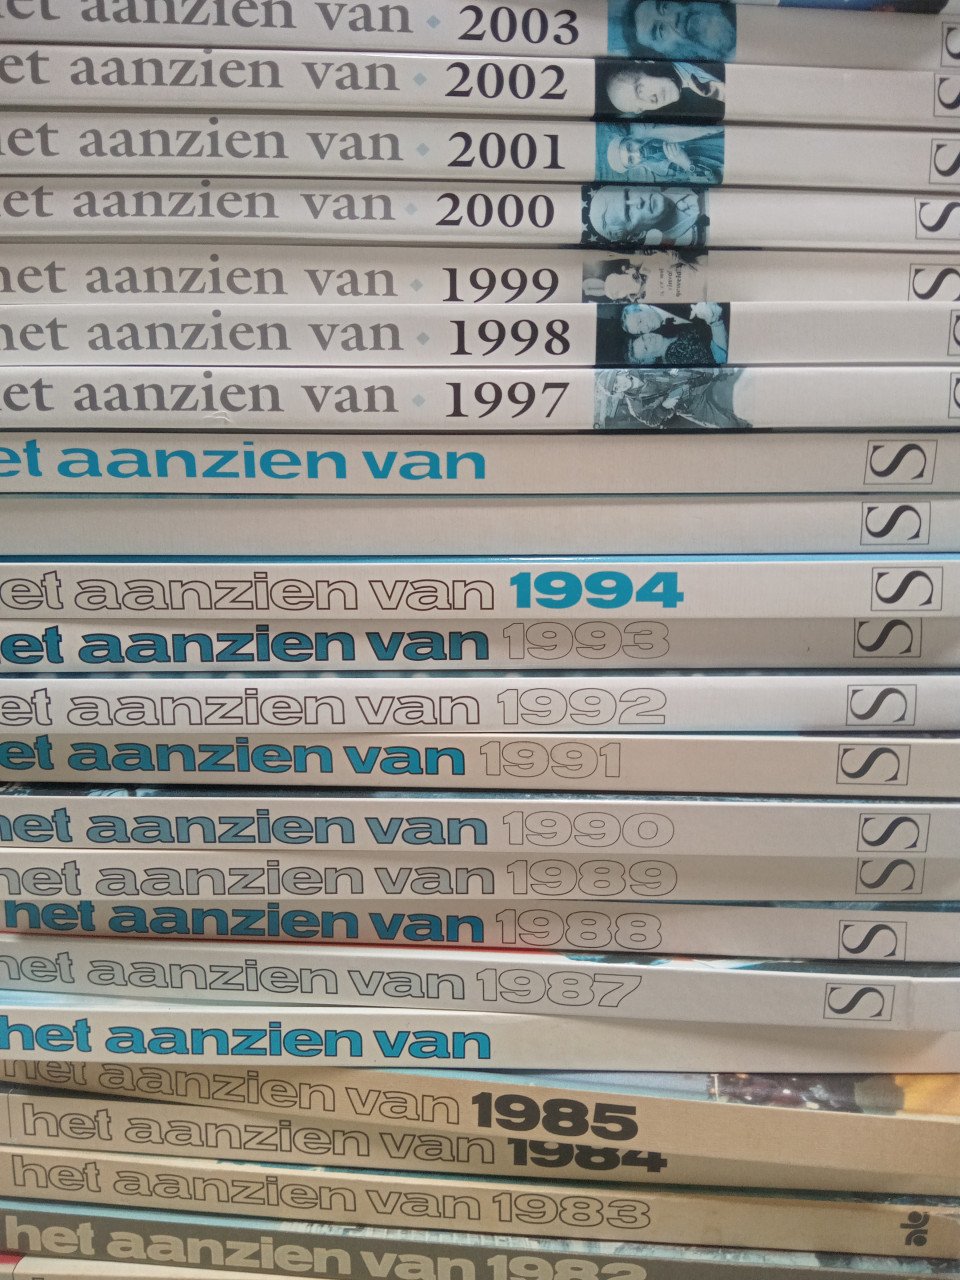 het aanzien van • 2003 S
het aanzien van • 2002 S
het aanzien van • 2001 S
het aanzien van • 2000 S
het aanzien van • 1999 S
het aanzien van • 1998
het aanzien van • 1997
het aanzien van S
S
het aanzien van 1994 S
het aanzien van 1993 S
het aanzien van 1992 S
het aanzien van 1991 S
het aanzien van 1990 S
het aanzien van 1989 S
het aanzien van 1988 S
het aanzien van 1987 S
het aanzien van
het aanzien van 1985
het aanzien van 1984
het aanzien van 1983
het aanzien van 1982